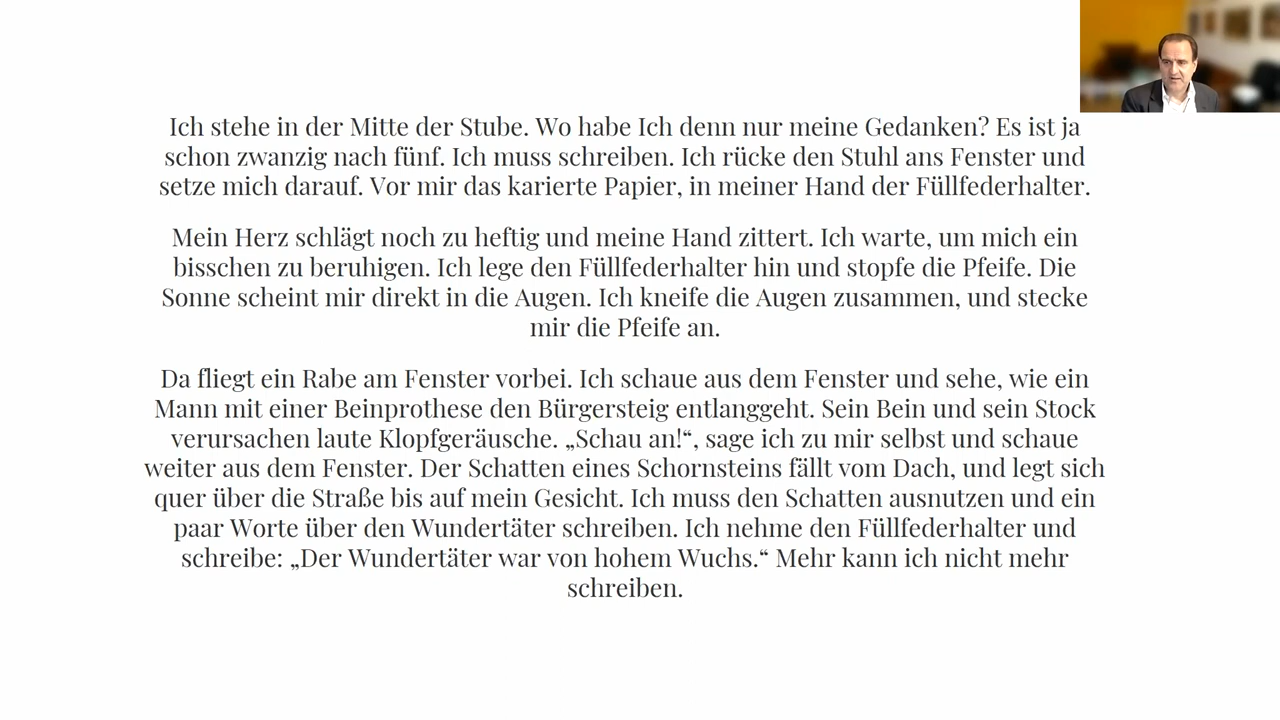 Ich stehe in der Mitte der Stube. Wo habe Ich denn nur meine Gedanken? Es ist ja
schon zwanzig nach fünf. Ich muss schreiben. Ich rücke den Stuhl ans Fenster und
setze mich darauf. Vor mir das karierte Papier, in meiner Hand der Füllfederhalter.
Mein Herz schlägt noch zu heftig und meine Hand zittert. Ich warte, um mich ein
bisschen zu beruhigen. Ich lege den Füllfederhalter hin und stopfe die Pfeife. Die
Sonne scheint mir direkt in die Augen. Ich kneife die Augen zusammen, und stecke
mir die Pfeife an.
Da fliegt ein Rabe am Fenster vorbei. Ich schaue aus dem Fenster und sehe, wie ein
Mann mit einer Beinprothese den Bürgersteig entlanggeht. Sein Bein und sein Stock
verursachen laute Klopfgeräusche. „Schau an!“, sage ich zu mir selbst und schaue
weiter aus dem Fenster. Der Schatten eines Schornsteins fällt vom Dach, und legt sich
quer über die Straße bis auf mein Gesicht. Ich muss den Schatten ausnutzen und ein
paar Worte über den Wundertäter schreiben. Ich nehme den Füllfederhalter und
schreibe: „Der Wundertäter war von hohem Wuchs.“ Mehr kann ich nicht mehr
schreiben.